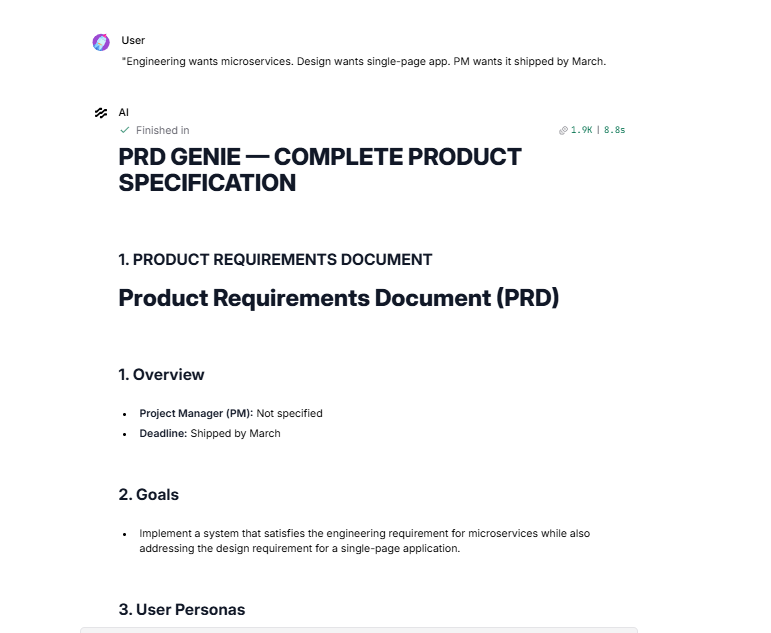 User
"Engineering wants microservices. Design wants single-page app. PM wants it shipped by March.
AI
Finished in
1.9K | 8.8s
PRD GENIE — COMPLETE PRODUCT
SPECIFICATION
1. PRODUCT REQUIREMENTS DOCUMENT
Product Requirements Document (PRD)
1. Overview
• Project Manager (PM): Not specified
• Deadline: Shipped by March
2. Goals
• Implement a system that satisfies the engineering requirement for microservices while also
addressing the design requirement for a single-page application.
3. User Personas